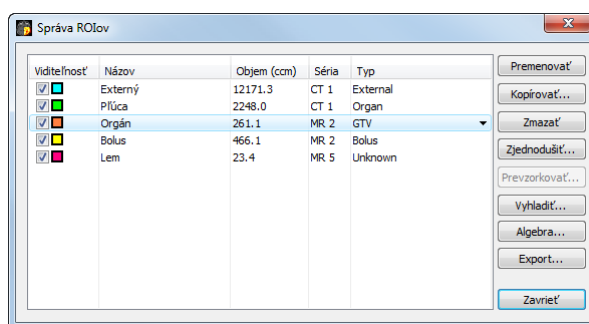 Správa ROIov
Viditeľnosť Názov Objem (ccm) Séria Typ
Externý 12171.3 CT 1 External
Pľúca 2248.0 CT 1 Organ
Orgán 261.1 MR 2 GTV
Bolus 466.1 MR 2 Bolus
Lem 23.4 MR 5 Unknown
Premenovať
Kopírovať...
Zmazať
Zjednodušiť...
Prevzorkovať...
Vyhladiť...
Algebra...
Export...
Zavrieť